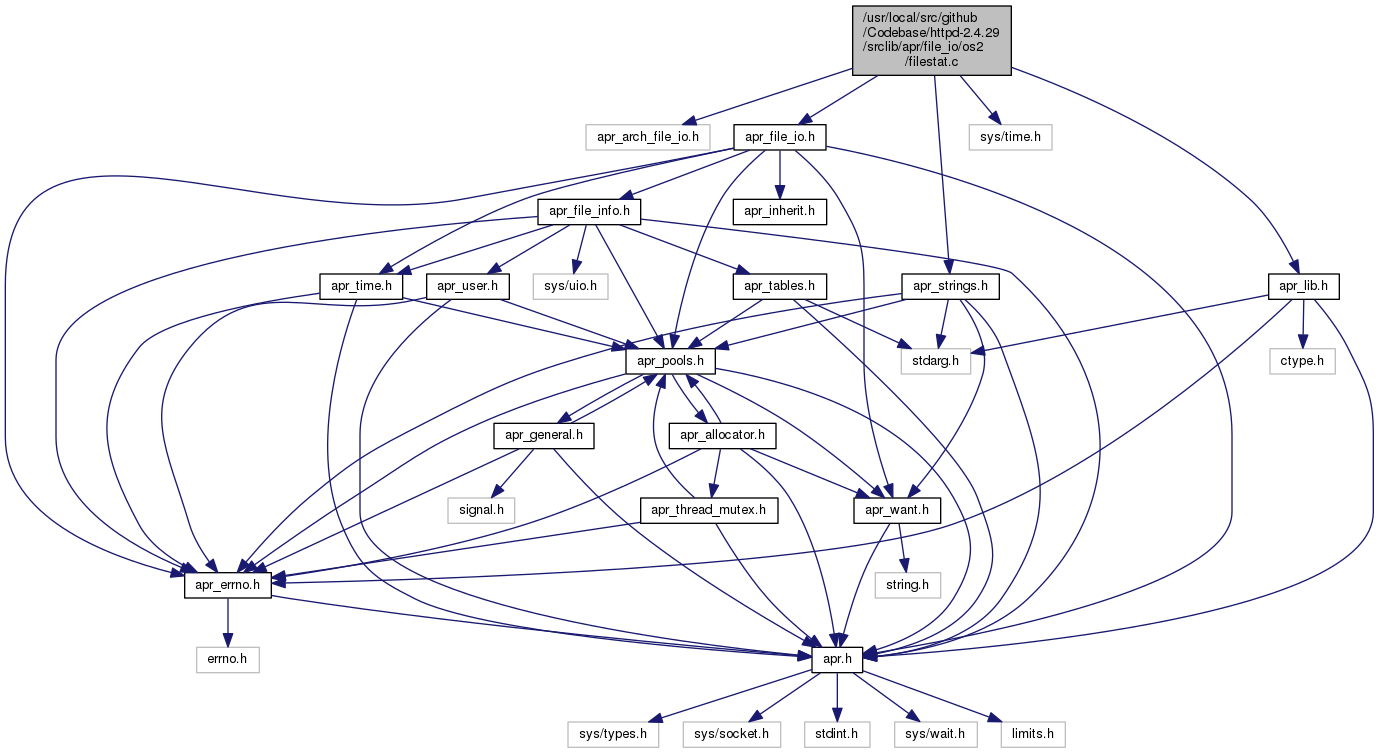 /usr/local/src/github
/Codebase/httpd-2.4.29
/srclib/apr/file_io/os2
/filestat.c
apr_arch_file_io.h
apr_file_io.h
sys/time.h
apr_file_info.h
apr_inherit.h
apr_time.h
apr_user.h
sys/uio.h
apr_tables.h
apr_strings.h
apr_lib.h
apr_pools.h
stdarg.h
ctype.h
apr_general.h
apr_allocator.h
signal.h
apr_thread_mutex.h
apr_want.h
apr_errno.h
string.h
errno.h
apr.h
sys/types.h
sys/socket.h
stdint.h
sys/wait.h
limits.h